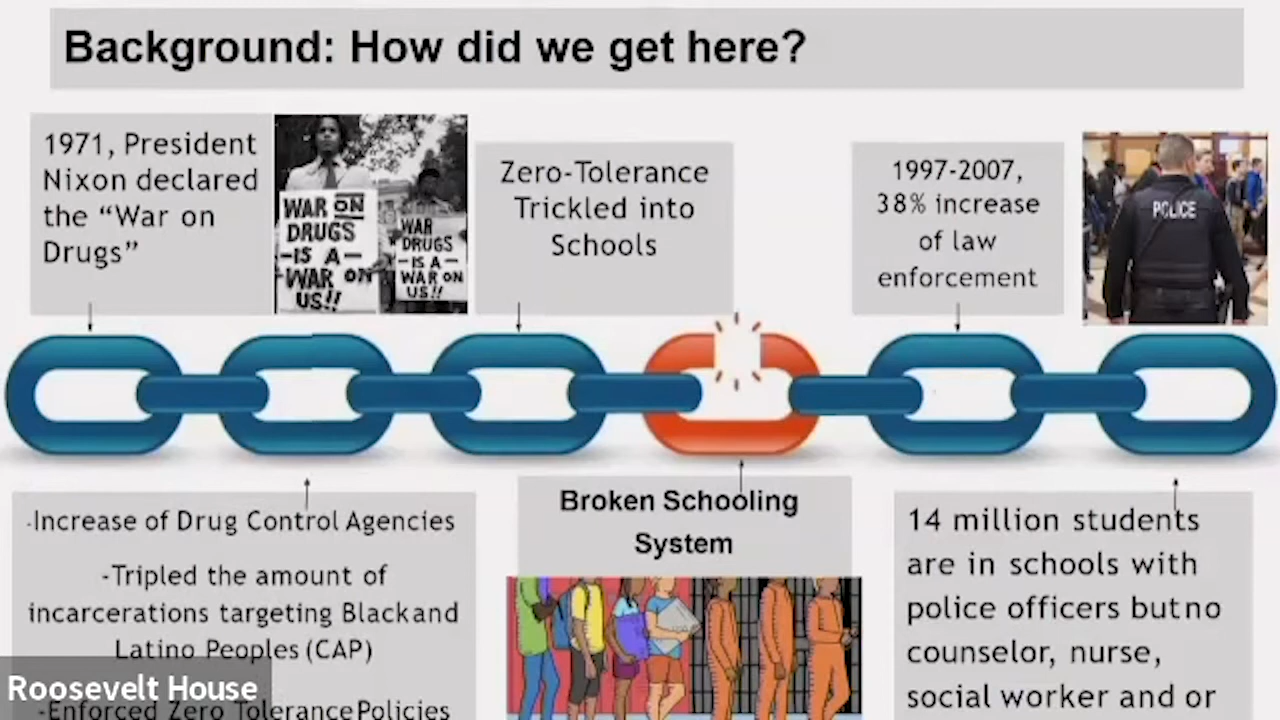 Background: How did we get here?
1971, President
Nixon declared
the “War on
Drugs”
WAR ON
DRUGS
-IS A-
WAR ON
US!!
WAR
DRUGS
-IS A-
WAR ON
US!!
Zero-Tolerance
Trickled into
Schools
1997-2007,
38% increase
of law
enforcement
POLICE
-Increase of Drug Control Agencies
-Tripled the amount of
incarcerations targeting Black and
Latino Peoples (CAP)
-Enforced Zero Tolerance Policies
Broken Schooling
System
14 million students
are in schools with
police officers but no
counselor, nurse,
social worker and or
Roosevelt House